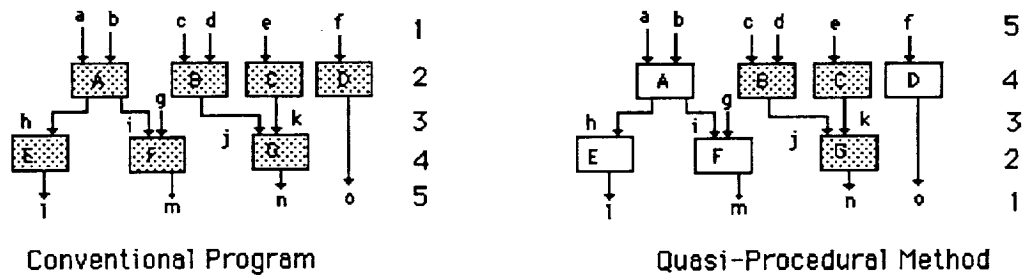 a b c d e f 1
A B C D 2
g
h i j k 3
E F G 4
l m n o 5
Conventional Program
a b c d e f 5
A B C D 4
g
h i j k 3
E F G 2
l m n o 1
Quasi-Procedural Method